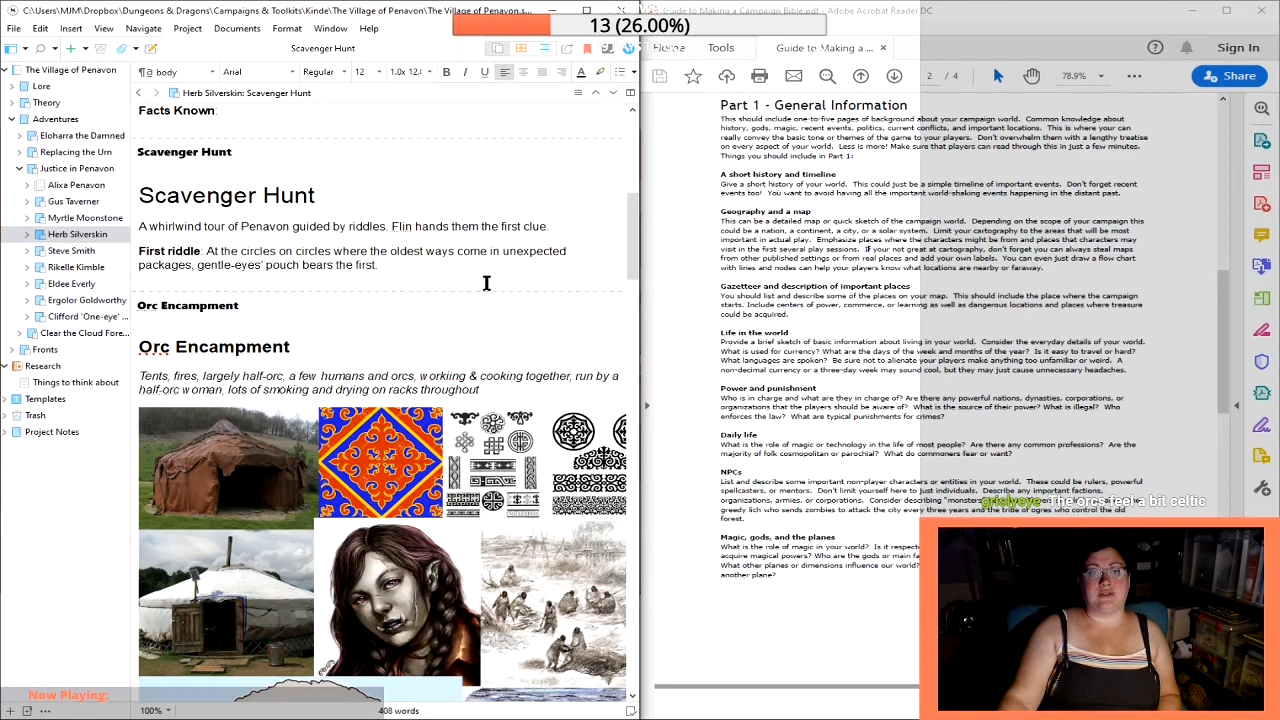 C:\Users\MJM\Dropbox\Dungeons & Dragons\Campaigns & Toolkits\Kinde\The Village of Penavon\The Village of Penavon.s...
Guide to Making a Campaign Bible.pdf - Adobe Acrobat Reader DC
13 (26.00%)
File Edit Insert View Navigate Project Documents Format Window Help
Tools
Guide to Making a ...
Sign In
Scavenger Hunt
body Arial Regular 12 1.0x 12.
B I U A
2 / 4
78.9%
Share
The Village of Penavon
Lore
Theory
Adventures
Eloharra the Damned
Replacing the Urn
Justice in Penavon
Alixa Penavon
Gus Taverner
Myrtle Moonstone
Herb Silverskin
Steve Smith
Rikelle Kimble
Eldee Everly
Ergolor Goldworthy
Clifford 'One-eye' ...
Clear the Cloud Fore...
Fronts
Research
Things to think about
Templates
Trash
Project Notes
Herb Silverskin: Scavenger Hunt
Facts Known:
Scavenger Hunt
Scavenger Hunt
A whirlwind tour of Penavon guided by riddles. Flin hands them the first clue.
First riddle: At the circles on circles where the oldest ways come in unexpected
packages, gentle-eyes' pouch bears the first.
Orc Encampment
Orc Encampment
Tents, fires, largely half-orc, a few humans and orcs, workiing & cooking together, run by a
half-orc woman, lots of smoking and drying on racks throughout
Now Playing:
100%
408 words
Part 1 - General Information
This should include one-to-five pages of background about your campaign world. Common knowledge about
history, gods, magic, recent events, politics, current conflicts, and important locations. This is where your can
really convey the basic tone or themes of the game to your players. Don't overwhelm them with a lengthy treatise
on every aspect of your world. Less is more! Make sure that players can read through this in just a few minutes.
Things you should include in Part 1:
A short history and timeline
Give a short history of your world. This could just be a simple timeline of important events. Don't forget recent
events too! You want to avoid having all the important world-shaking events happening in the distant past.
Geography and a map
This can be a detailed map or quick sketch of the campaign world. Depending on the scope of your campaign this
could be a nation, a continent, a city, or a solar system. Limit your cartography to the areas that will be most
important in actual play. Emphasize places where the characters might be from and places that characters may
visit in the first several play sessions. If your not great at cartography, don't forget you can always steal maps
from other published settings or from real places and add your own labels. You can even just draw a flow chart
with lines and nodes can help your players know what locations are nearby or faraway.
Gazetteer and description of important places
You should list and describe some of the places on your map. This should include the place where the campaign
starts. Include centers of power, commerce, or learning as well as dangerous locations and places where treasure
could be acquired.
Life in the world
Provide a brief sketch of basic information about living in your world. Consider the everyday details of your world.
What is used for currency? What are the days of the week and months of the year? Is it easy to travel or hard?
What languages are spoken? Be sure not to alienate your players make anything too unfamiliar or weird. A
non-decimal currency or a three-day week may sound cool, but they may just cause unnecessary headaches.
Power and punishment
Who is in charge and what are they in charge of? Are there any powerful nations, dynasties, corporations, or
organizations that the players should be aware of? What is the source of their power? What is illegal? Who
enforces the law? What are typical punishments for crimes?
Daily life
What is the role of magic or technology in the life of most people? Are there any common professions? Are the
majority of folk cosmopolitan or parochial? What do commoners fear or want?
NPCs
List and describe some important non-player characters or entities in your world. These could be rulers, powerful
spellcasters, or mentors. Don't limit yourself here to just individuals. Describe any important factions,
organizations, armies, or corporations. Consider describing "monsters
greedy lich who sends zombies to attack the city every three years and the tribe of ogres who control the old
forest.
grislyeye the orcs feel a bit celtic
Magic, gods, and the planes
What is the role of magic in your world? Is it respect
acquire magical powers? Who are the gods or main fa
What other planes or dimensions influence our world?
another plane?